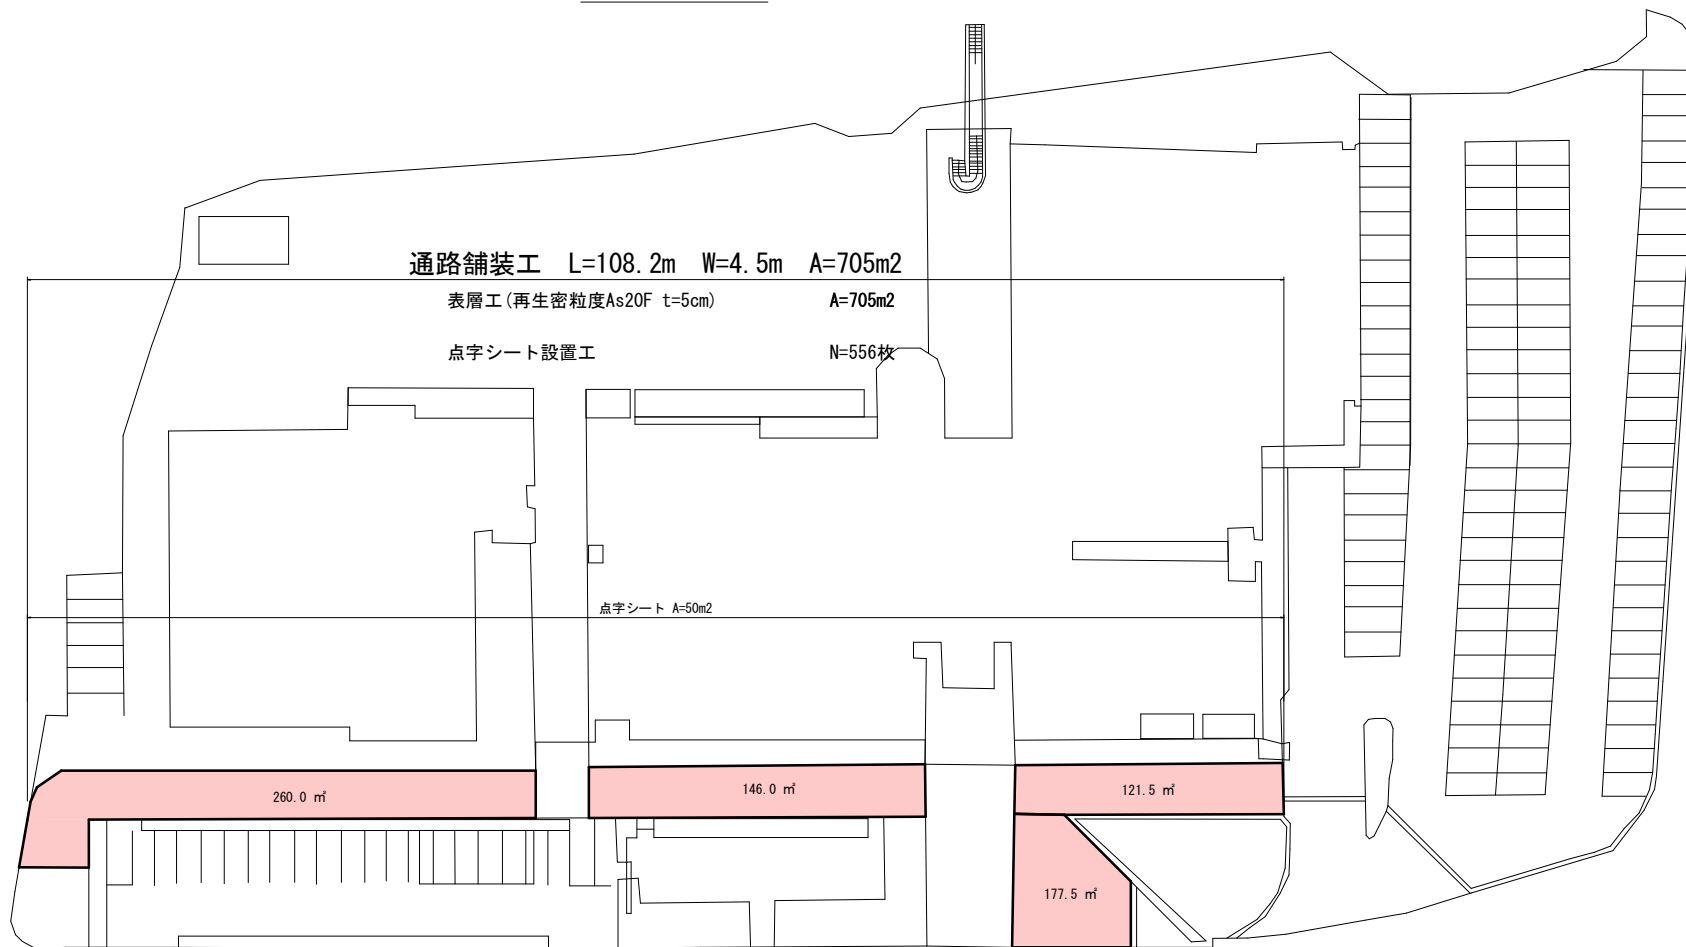 通路舗装工　L=108.2m　W=4.5m　A=705m2
表層工(再生密粒度As20F t=5cm)　A=705m2
点字シート設置工　N=556枚
点字シート A=50m2
260.0 ㎡
146.0 ㎡
121.5 ㎡
177.5 ㎡